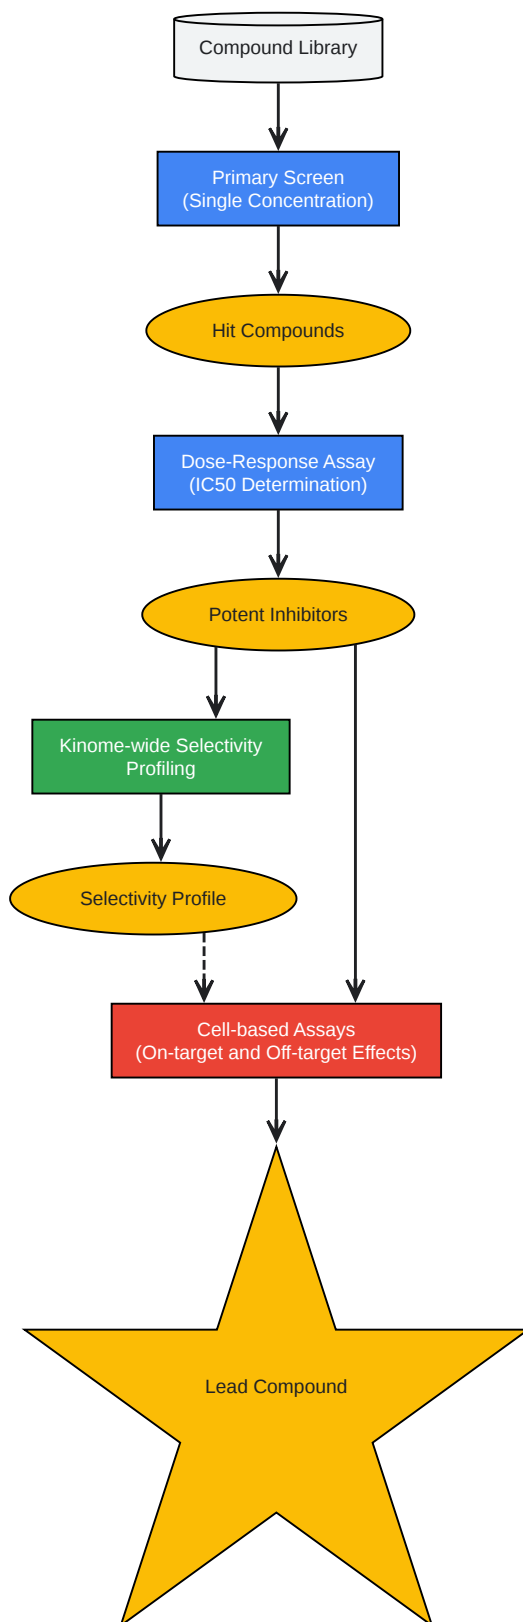 Compound Library
Primary Screen
(Single Concentration)
Hit Compounds
Dose-Response Assay
(IC50 Determination)
Potent Inhibitors
Kinome-wide Selectivity
Profiling
Selectivity Profile
Cell-based Assays
(On-target and Off-target Effects)
Lead Compound